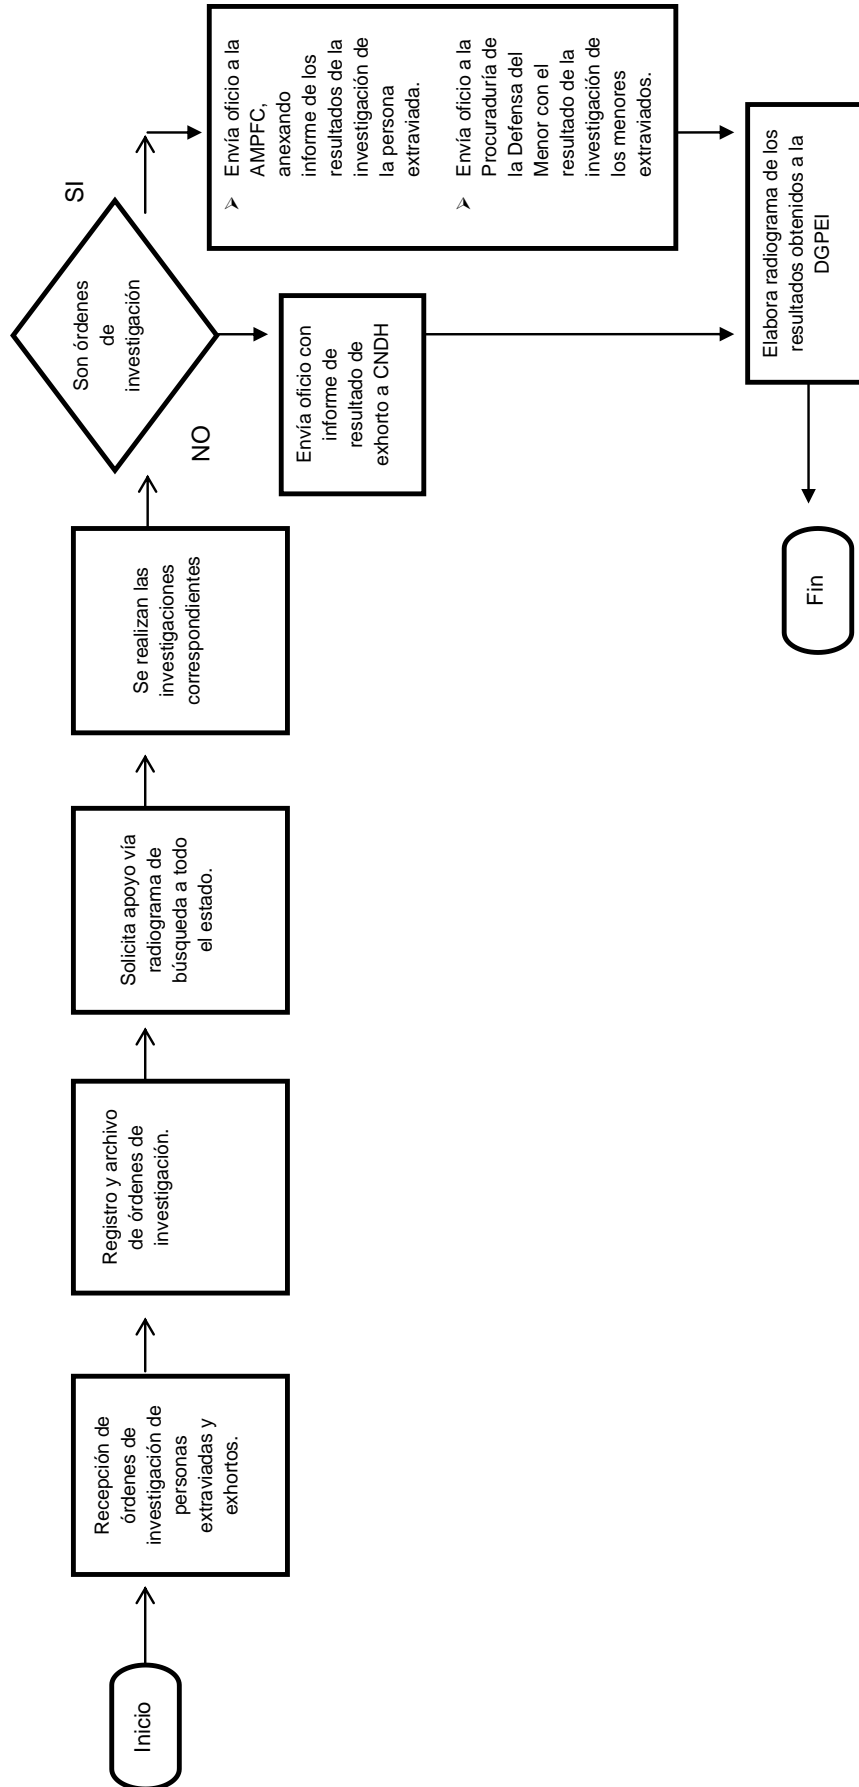 Inicio
Recepción de
órdenes de
investigación de
personas
extraviadas y
exhortos.
Registro y archivo
de órdenes de
investigación.
Solicita apoyo vía
radiograma de
búsqueda a todo
el estado.
Se realizan las
investigaciones
correspondientes
Son órdenes
de
investigación
SI
NO
➢ Envía oficio a la
AMPFC,
anexando
informe de los
resultados de la
investigación de
la persona
extraviada.
➢ Envía oficio a la
Procuraduría de
la Defensa del
Menor con el
resultado de la
investigación de
los menores
extraviados.
Envía oficio con
informe de
resultado de
exhorto a CNDH
Elabora radiograma de los
resultados obtenidos a la
DGPEI
Fin